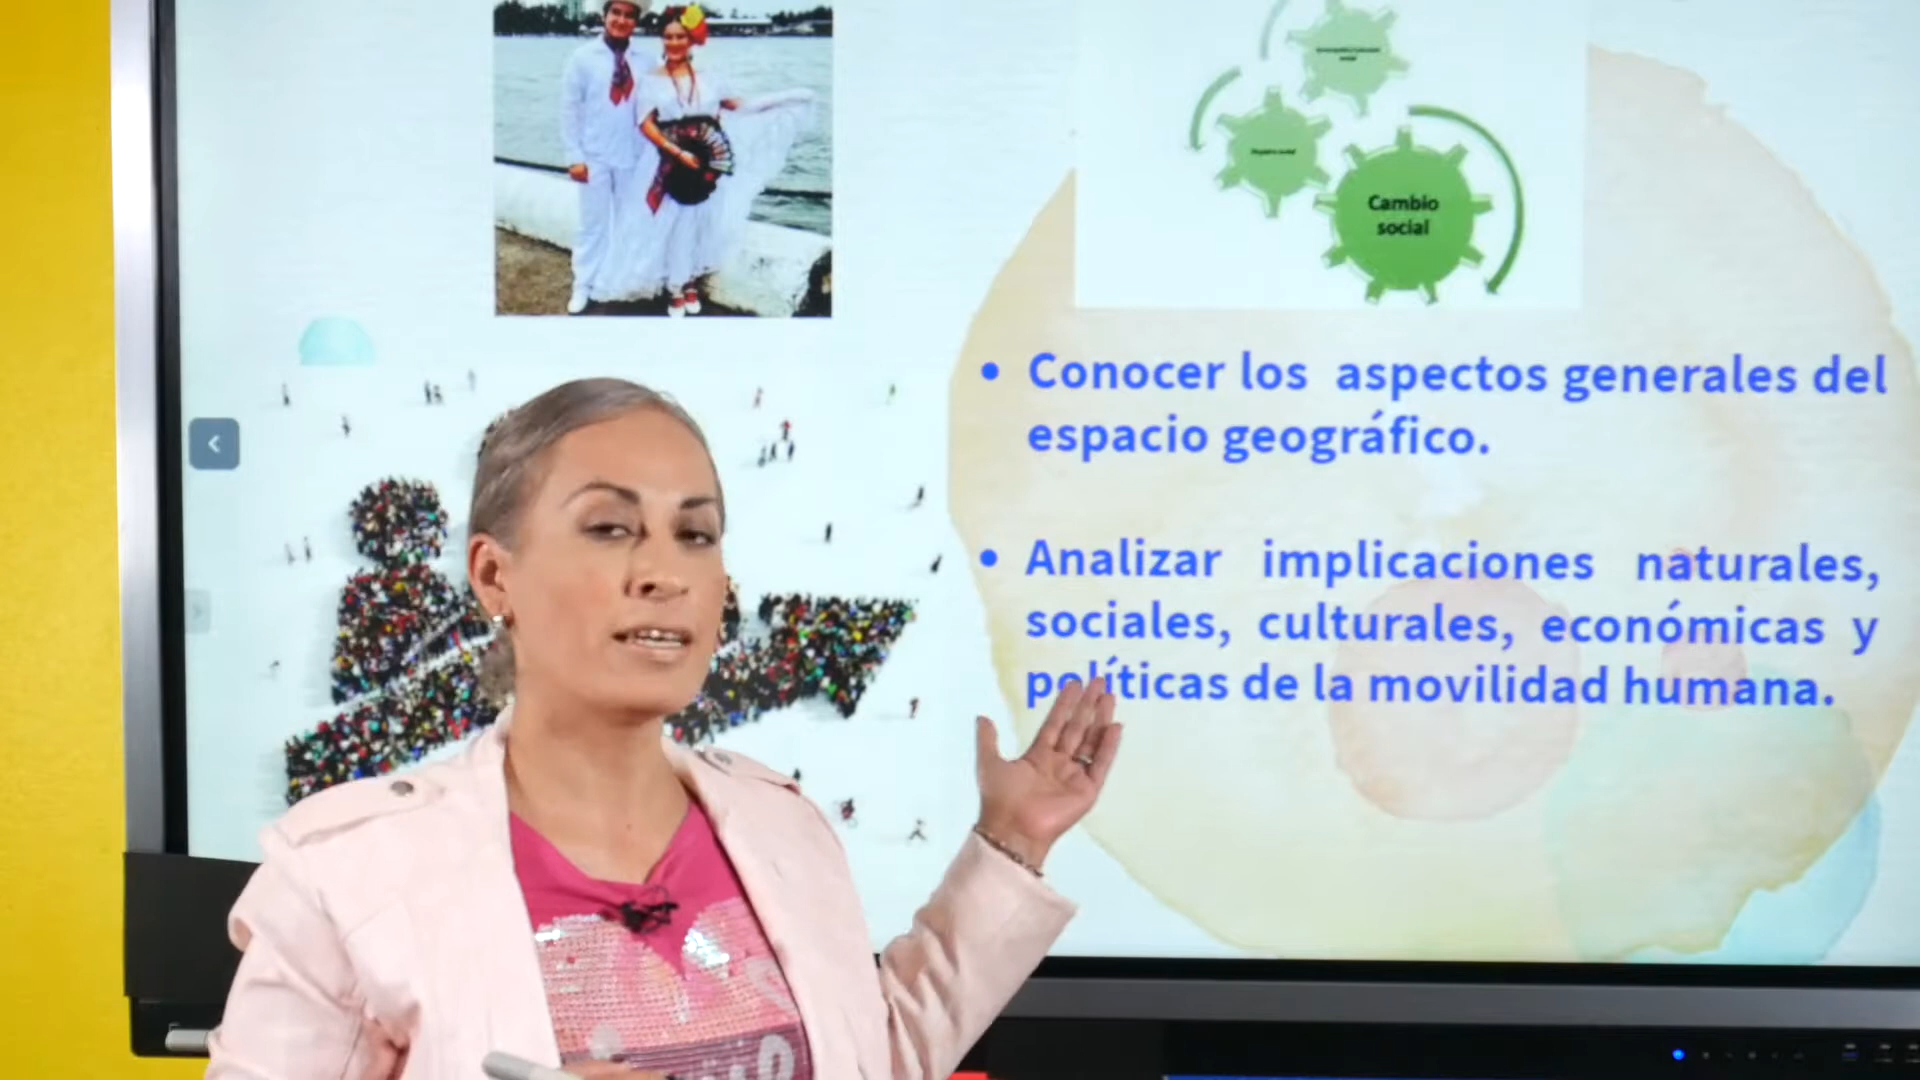 Cambio
social
• Conocer los aspectos generales del
espacio geográfico.
• Analizar implicaciones naturales,
sociales, culturales, económicas y
políticas de la movilidad humana.